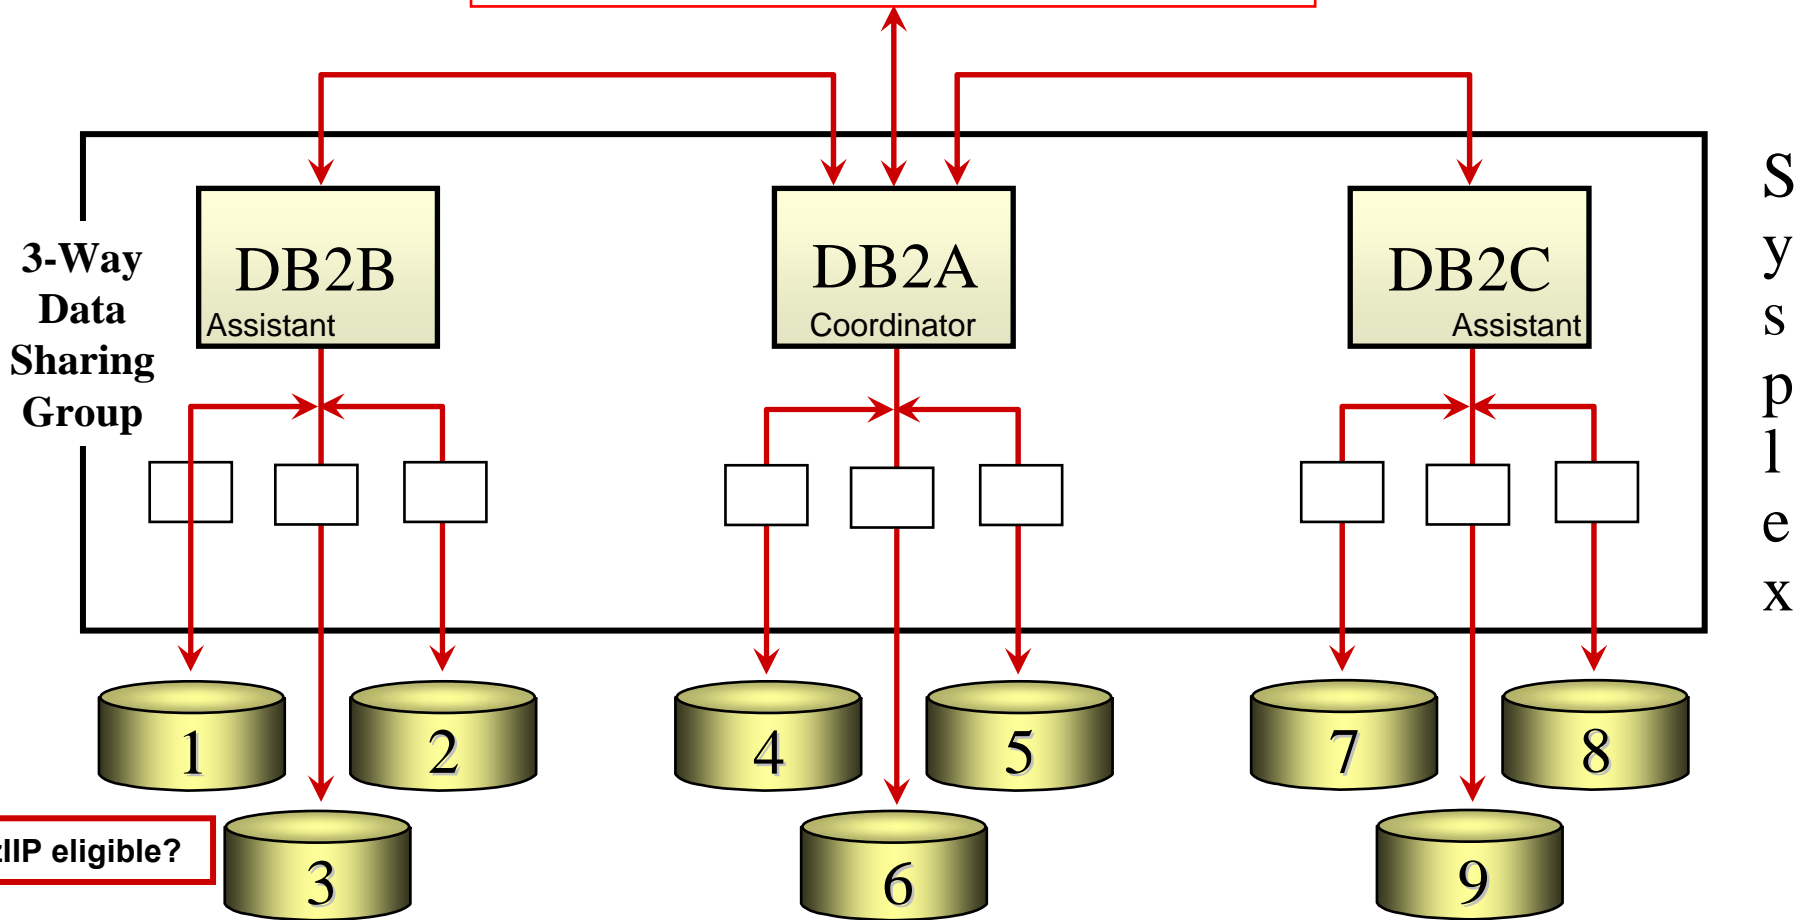 DB2B
Assistant
DB2A
Coordinator
DB2C
Assistant
3-Way
Data
Sharing
Group
S
y
s
p
l
e
x
1
2
4
5
7
8
3
6
9
zIIP eligible?